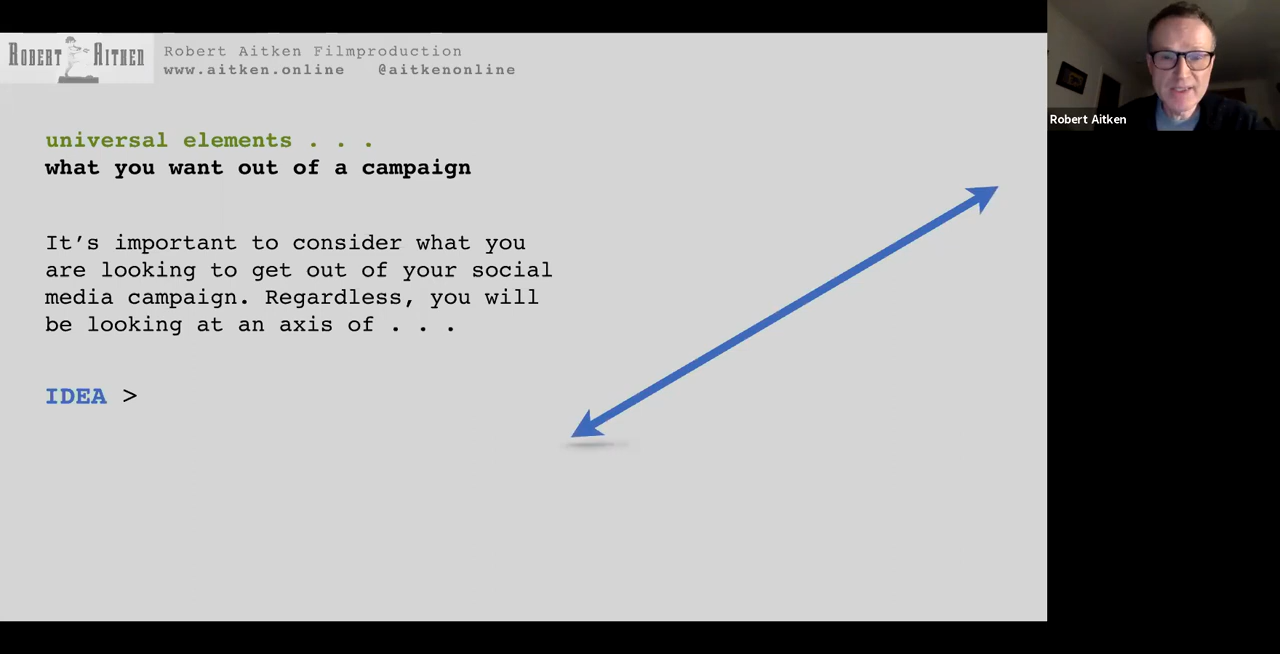 ROBERT AITKEN
Robert Aitken Filmproduction
www.aitken.online @aitkenonline
universal elements . . .
what you want out of a campaign
It’s important to consider what you
are looking to get out of your social
media campaign. Regardless, you will
be looking at an axis of . . .
IDEA >
Robert Aitken